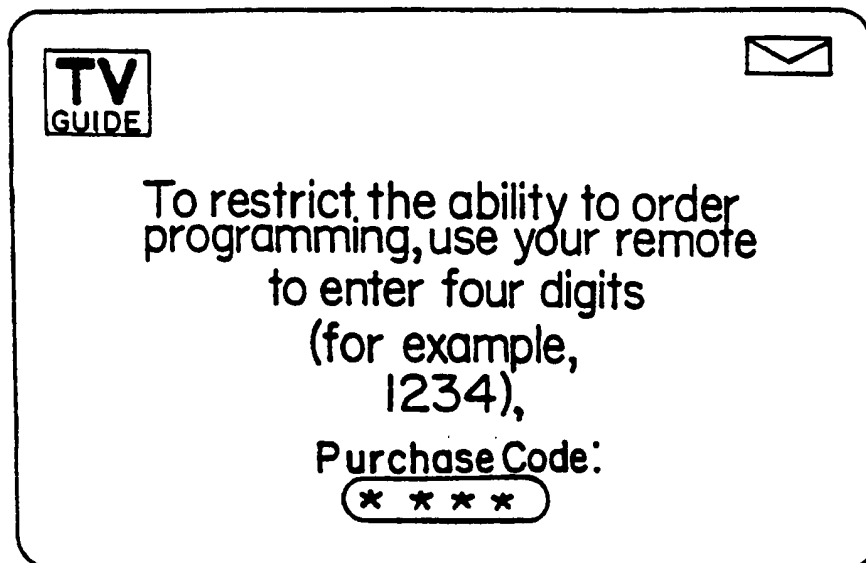 TV
GUIDE
To restrict the ability to order
programming, use your remote
to enter four digits
(for example,
1234),
Purchase Code:
* * * *